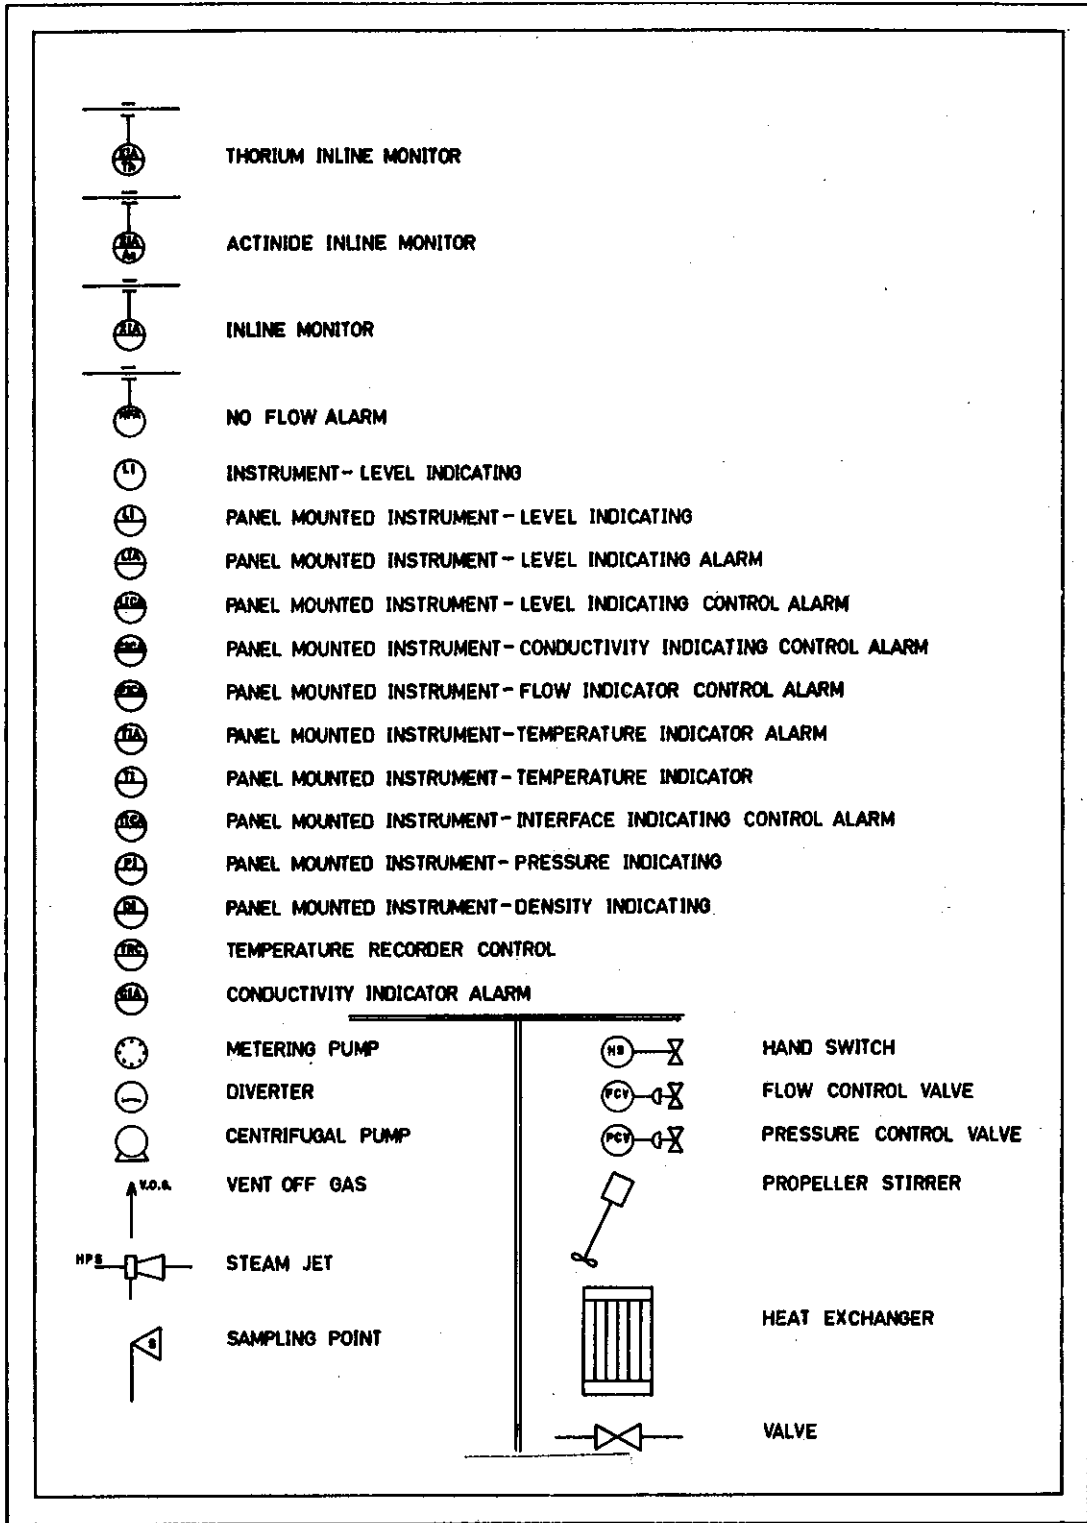 THORIUM INLINE MONITOR
ACTINIDE INLINE MONITOR
INLINE MONITOR
NO FLOW ALARM
LI INSTRUMENT-LEVEL INDICATING
LI PANEL MOUNTED INSTRUMENT-LEVEL INDICATING
LIA PANEL MOUNTED INSTRUMENT-LEVEL INDICATING ALARM
LICA PANEL MOUNTED INSTRUMENT-LEVEL INDICATING CONTROL ALARM
PANEL MOUNTED INSTRUMENT-CONDUCTIVITY INDICATING CONTROL ALARM
PANEL MOUNTED INSTRUMENT-FLOW INDICATOR CONTROL ALARM
TIA PANEL MOUNTED INSTRUMENT-TEMPERATURE INDICATOR ALARM
TI PANEL MOUNTED INSTRUMENT-TEMPERATURE INDICATOR
PANEL MOUNTED INSTRUMENT-INTERFACE INDICATING CONTROL ALARM
PI PANEL MOUNTED INSTRUMENT-PRESSURE INDICATING
DI PANEL MOUNTED INSTRUMENT-DENSITY INDICATING
TRC TEMPERATURE RECORDER CONTROL
CIA CONDUCTIVITY INDICATOR ALARM
METERING PUMP
DIVERTER
CENTRIFUGAL PUMP
V.O.G. VENT OFF GAS
HPS STEAM JET
S SAMPLING POINT
HS HAND SWITCH
FCV FLOW CONTROL VALVE
PCV PRESSURE CONTROL VALVE
PROPELLER STIRRER
HEAT EXCHANGER
VALVE